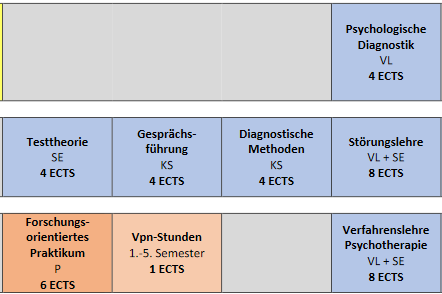 Psychologische
Diagnostik
VL
4 ECTS
Testtheorie
SE
4 ECTS
Gesprächs-
führung
KS
4 ECTS
Diagnostische
Methoden
KS
4 ECTS
Störungslehre
VL + SE
8 ECTS
Forschungs-
orientiertes
Praktikum
P
6 ECTS
Vpn-Stunden
1.-5. Semester
1 ECTS
Verfahrenslehre
Psychotherapie
VL + SE
8 ECTS